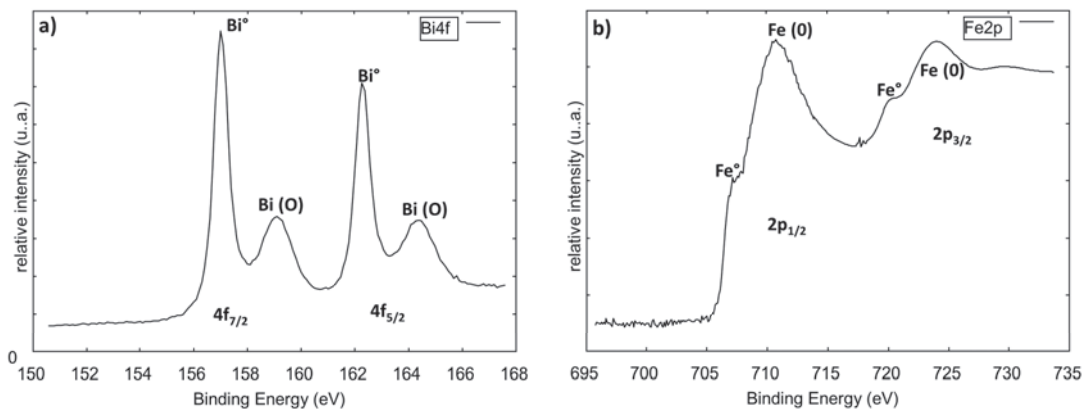 a)
Bi°
Bi4f
Bi°
Bi (O)
Bi (O)
4f7/2
4f5/2
relative intensity (u..a.)
0
150 152 154 156 158 160 162 164 166 168
Binding Energy (eV)
b)
Fe (0)
Fe2p
Fe°
Fe (0)
Fe°
2p3/2
2p1/2
relative intensity (u..a.)
695 700 705 710 715 720 725 730 735
Binding Energy (eV)